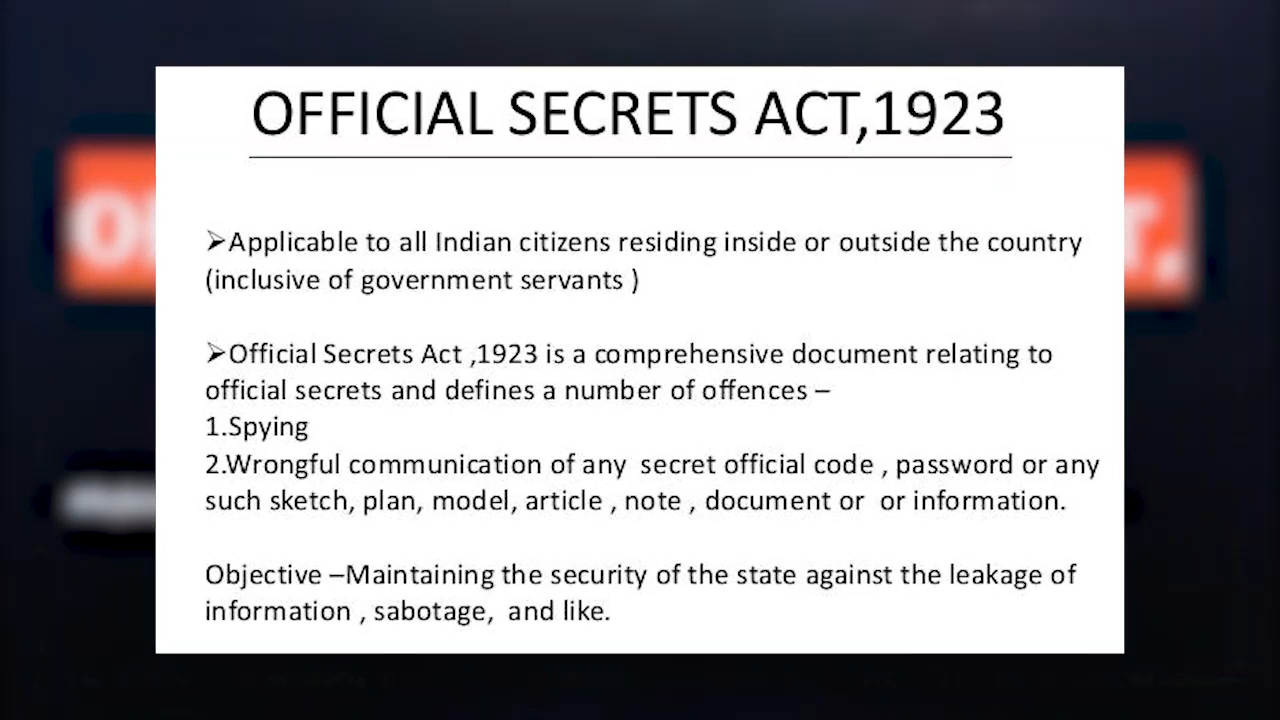 OFFICIAL SECRETS ACT,1923
➢Applicable to all Indian citizens residing inside or outside the country
(inclusive of government servants )
➢Official Secrets Act ,1923 is a comprehensive document relating to
official secrets and defines a number of offences –
1.Spying
2.Wrongful communication of any  secret official code , password or any
such sketch, plan, model, article , note , document or  or information.
Objective –Maintaining the security of the state against the leakage of
information , sabotage,  and like.